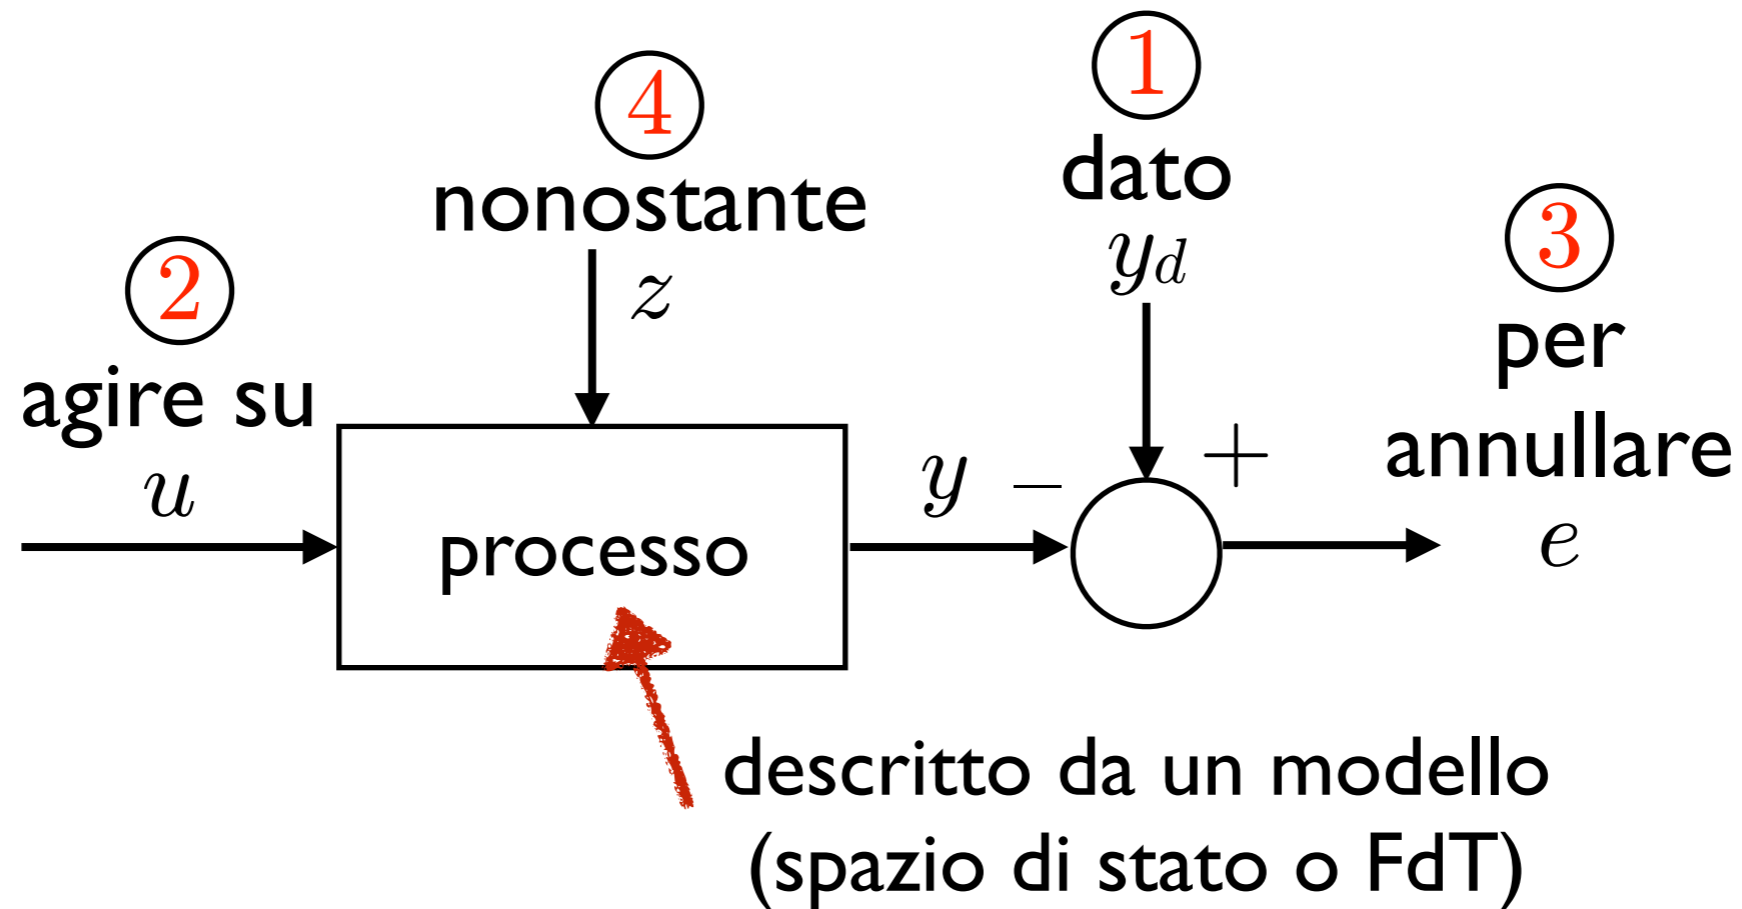 1
dato
y_d
4
nonostante
z
2
agire su
u
3
per
annullare
e
processo
y
−
+
descritto da un modello
(spazio di stato o FdT)